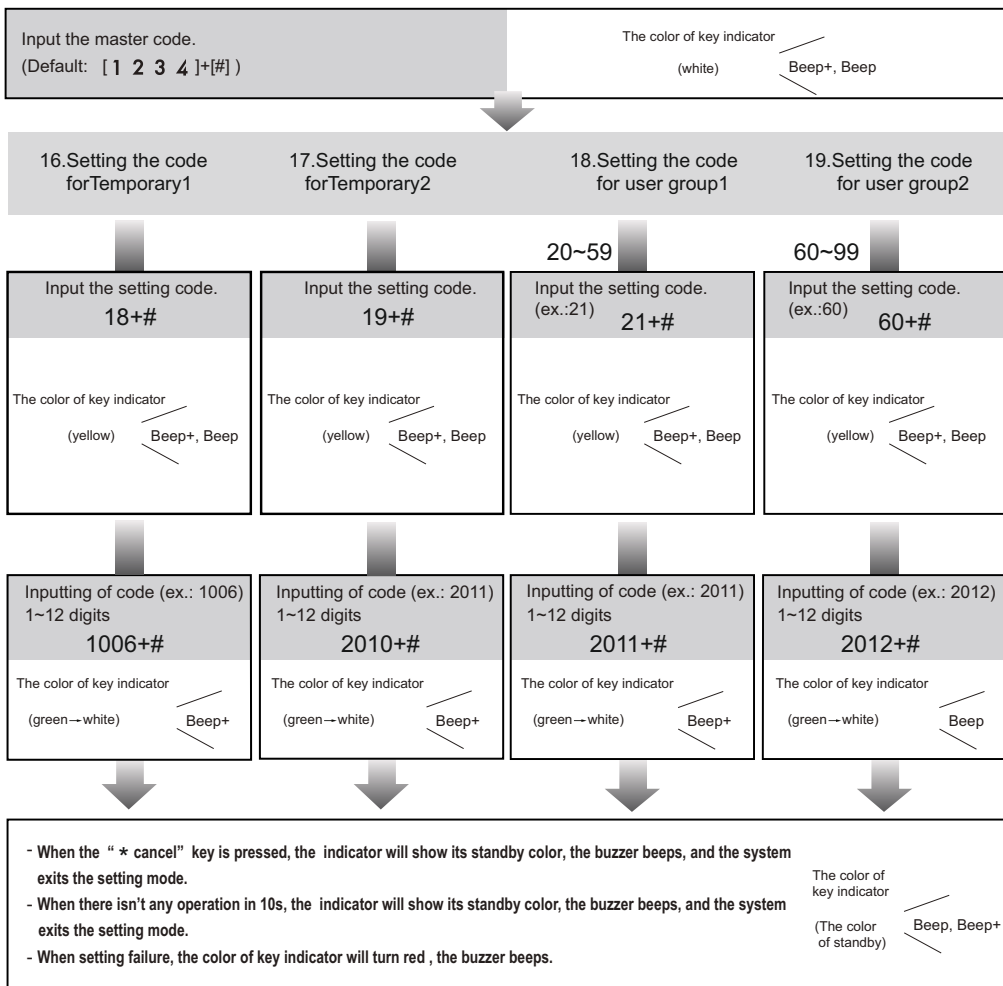 Input the master code.
(Default: [ 1 2 3 4 ]+[#] )
The color of key indicator
(white)
Beep+, Beep
16.Setting the code
forTemporary1
17.Setting the code
forTemporary2
18.Setting the code
for user group1
19.Setting the code
for user group2
20~59
60~99
Input the setting code.
18+#
The color of key indicator
(yellow)
Beep+, Beep
Input the setting code.
19+#
The color of key indicator
(yellow)
Beep+, Beep
Input the setting code.
(ex.:21)
21+#
The color of key indicator
(yellow)
Beep+, Beep
Input the setting code.
(ex.:60)
60+#
The color of key indicator
(yellow)
Beep+, Beep
Inputting of code (ex.: 1006)
1~12 digits
1006+#
The color of key indicator
(green→white)
Beep+
Inputting of code (ex.: 2011)
1~12 digits
2010+#
The color of key indicator
(green→white)
Beep+
Inputting of code (ex.: 2011)
1~12 digits
2011+#
The color of key indicator
(green→white)
Beep+
Inputting of code (ex.: 2012)
1~12 digits
2012+#
The color of key indicator
(green→white)
Beep
- When the “ * cancel” key is pressed, the indicator will show its standby color, the buzzer beeps, and the system
exits the setting mode.
- When there isn’t any operation in 10s, the indicator will show its standby color, the buzzer beeps, and the system
exits the setting mode.
- When setting failure, the color of key indicator will turn red , the buzzer beeps.
The color of
key indicator
(The color
of standby)
Beep, Beep+